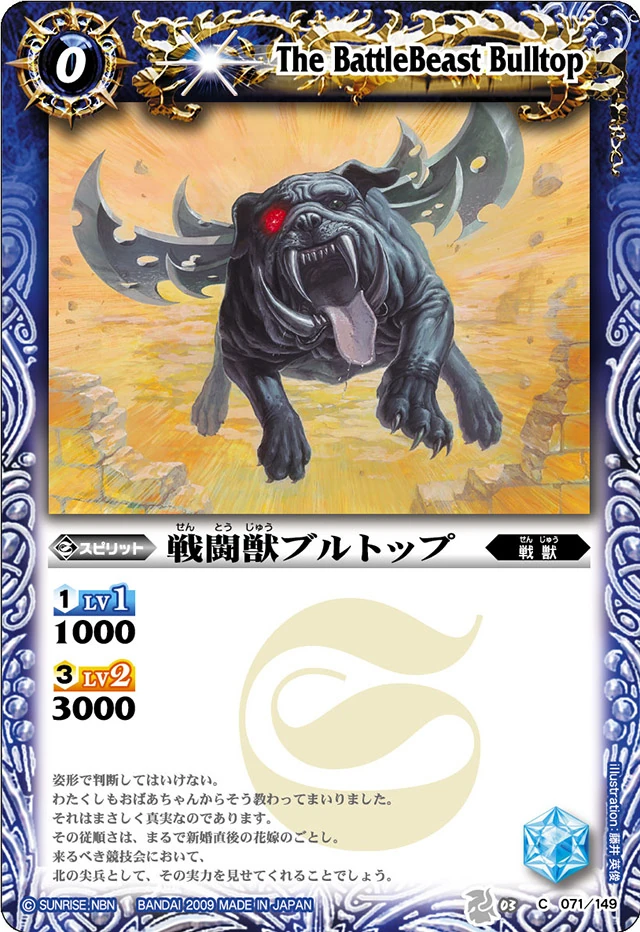 0
The BattleBeast Bulltop
せん とう じゅう
スピリット 戦闘獣ブルトップ
せん じゅう
戦獣
1 LV1
1000
3 LV2
3000
姿形で判断してはいけない。
わたくしもおばあちゃんからそう教わってまいりました。
それはまさしく真実なのであります。
その従順さは、まるで新婚直後の花嫁のごとし。
来るべき競技会において、
北の尖兵として、その実力を見せてくれることでしょう。
illustration:藤井 英俊
© SUNRISE.NBN BANDAI 2009 MADE IN JAPAN 03 C 071/149